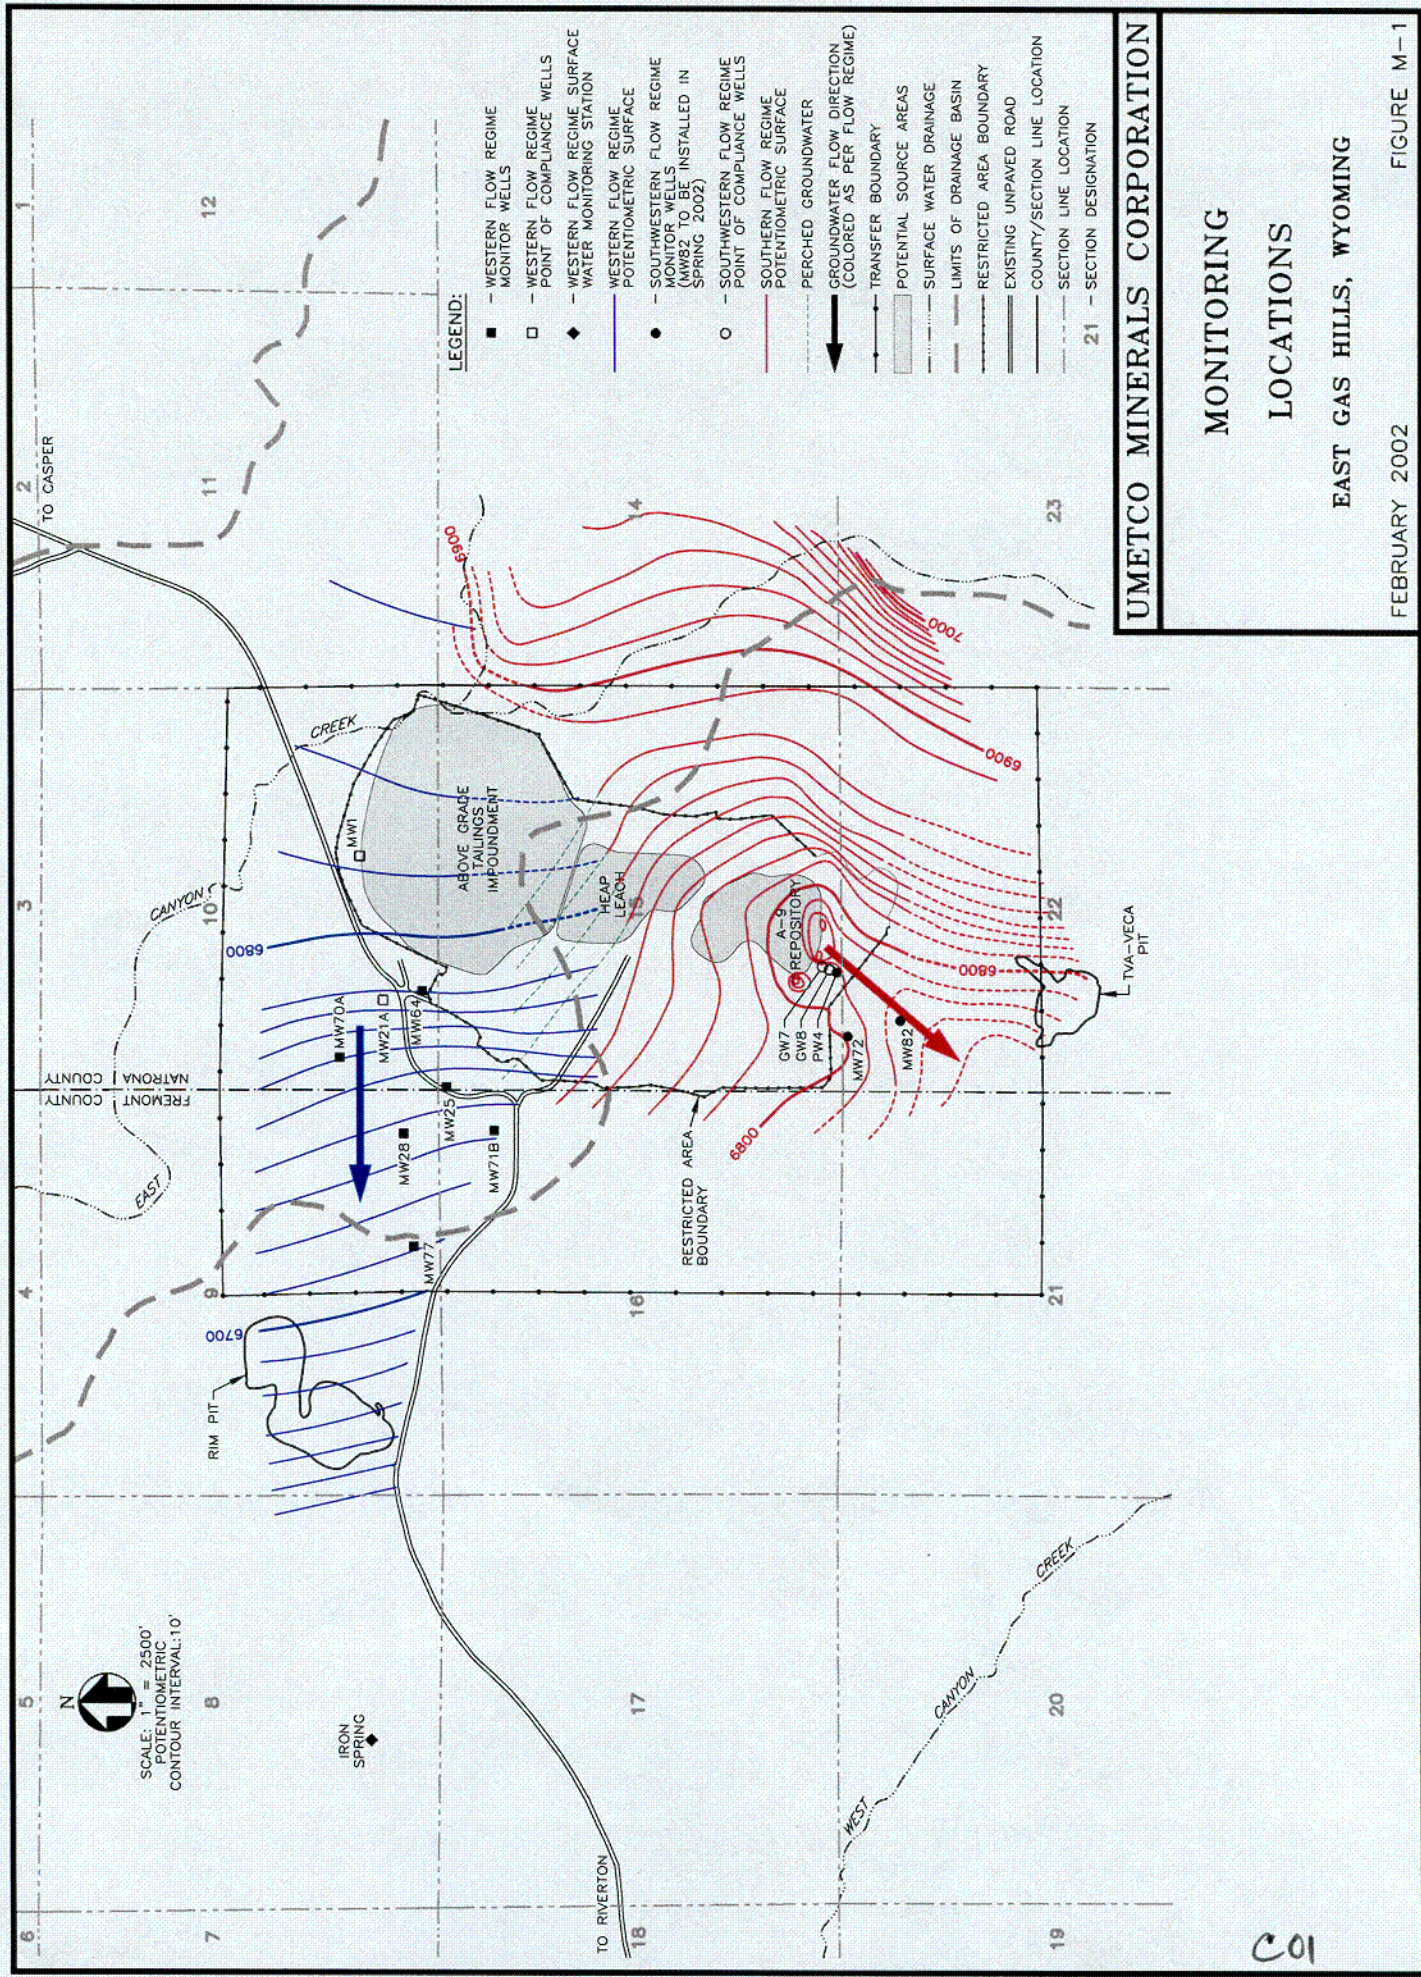 6
5
4
3
2
1
TO CASPER
N
SCALE: 1" = 2500'
POTENTIOMETRIC
CONTOUR INTERVAL:10'
7
8
9
10
11
12
EAST
CANYON
CREEK
FREMONT COUNTY
NATRONA COUNTY
RIM PIT
6700
6800
MW1
MW70A
MW21A
MW164
MW25
MW28
MW71B
MW77
IRON
SPRING
ABOVE GRADE
TAILINGS
IMPOUNDMENT
6900
HEAP
LEACH
18
17
16
15
14
TO RIVERTON
RESTRICTED AREA
BOUNDARY
6800
A-9
REPOSITORY
GW7
GW8
PW4
MW72
MW82
7000
6900
6800
TVA-VECA
PIT
19
20
21
22
23
WEST
CANYON
CREEK
LEGEND:
– WESTERN FLOW REGIME
MONITOR WELLS
– WESTERN FLOW REGIME
POINT OF COMPLIANCE WELLS
– WESTERN FLOW REGIME SURFACE
WATER MONITORING STATION
WESTERN FLOW REGIME
POTENTIOMETRIC SURFACE
– SOUTHWESTERN FLOW REGIME
MONITOR WELLS
(MW82 TO BE INSTALLED IN
SPRING 2002)
– SOUTHWESTERN FLOW REGIME
POINT OF COMPLIANCE WELLS
SOUTHERN FLOW REGIME
POTENTIOMETRIC SURFACE
PERCHED GROUNDWATER
GROUNDWATER FLOW DIRECTION
(COLORED AS PER FLOW REGIME)
TRANSFER BOUNDARY
POTENTIAL SOURCE AREAS
SURFACE WATER DRAINAGE
LIMITS OF DRAINAGE BASIN
RESTRICTED AREA BOUNDARY
EXISTING UNPAVED ROAD
COUNTY/SECTION LINE LOCATION
SECTION LINE LOCATION
21 – SECTION DESIGNATION
UMETCO MINERALS CORPORATION
MONITORING
LOCATIONS
EAST GAS HILLS, WYOMING
FEBRUARY 2002 FIGURE M-1
C01